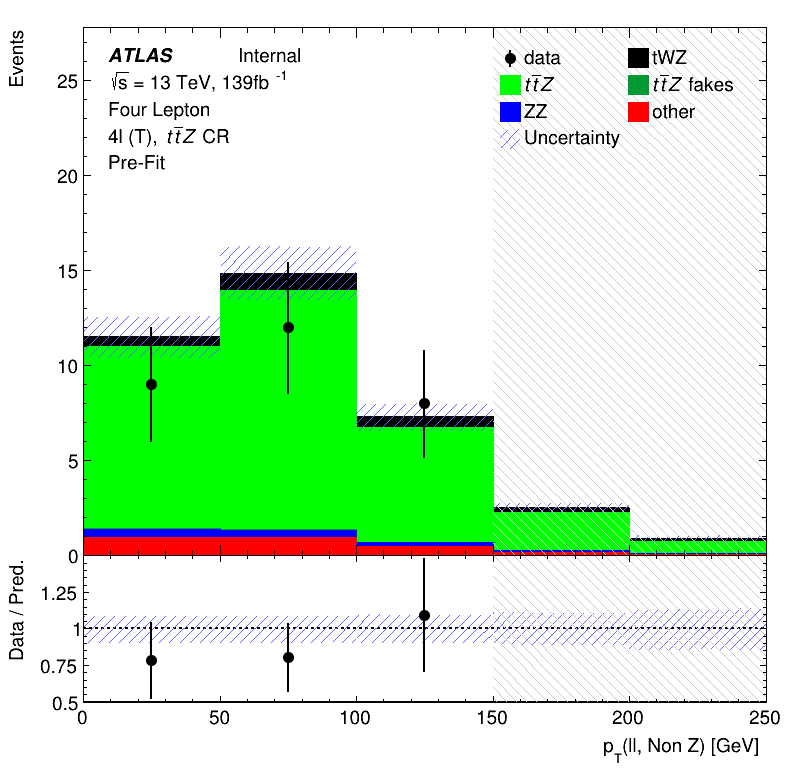 Events
25
20
15
10
5
0
ATLAS Internal
√s = 13 TeV, 139fb⁻¹
Four Lepton
4l (T), tt̅Z CR
Pre-Fit
data tWZ
tt̅Z tt̅Z fakes
ZZ other
Uncertainty
Data / Pred.
1.25
1
0.75
0.5
0 50 100 150 200 250
p_T(ll, Non Z) [GeV]